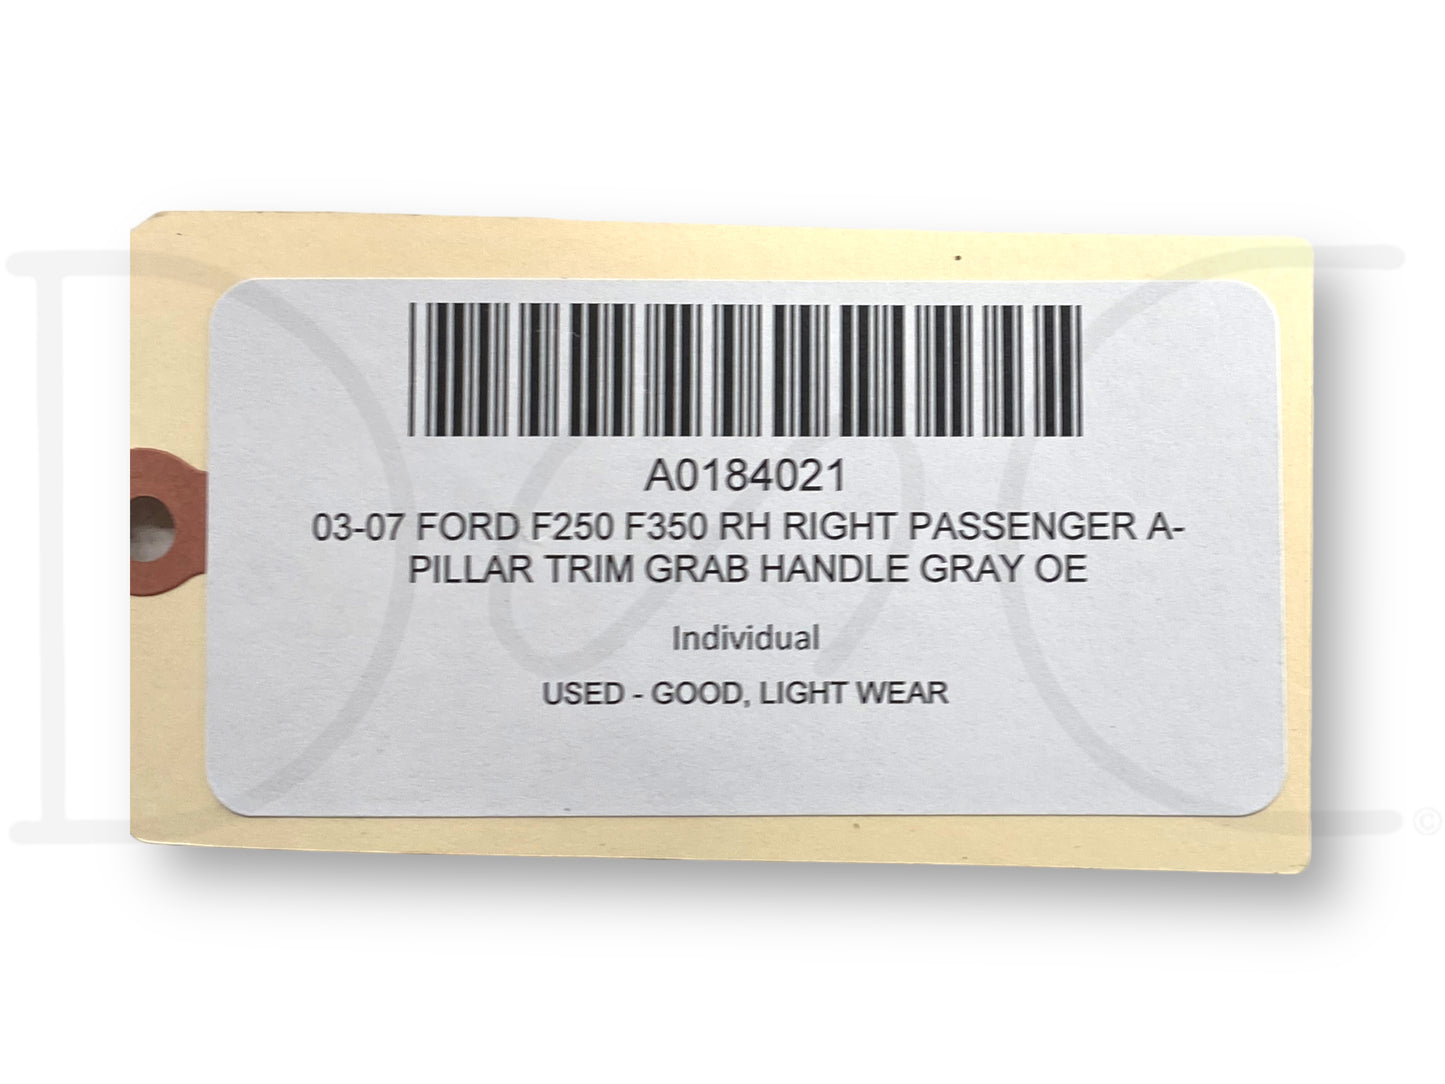 A0184021
03-07 FORD F250 F350 RH RIGHT PASSENGER A-
PILLAR TRIM GRAB HANDLE GRAY OE
Individual
USED - GOOD, LIGHT WEAR
©